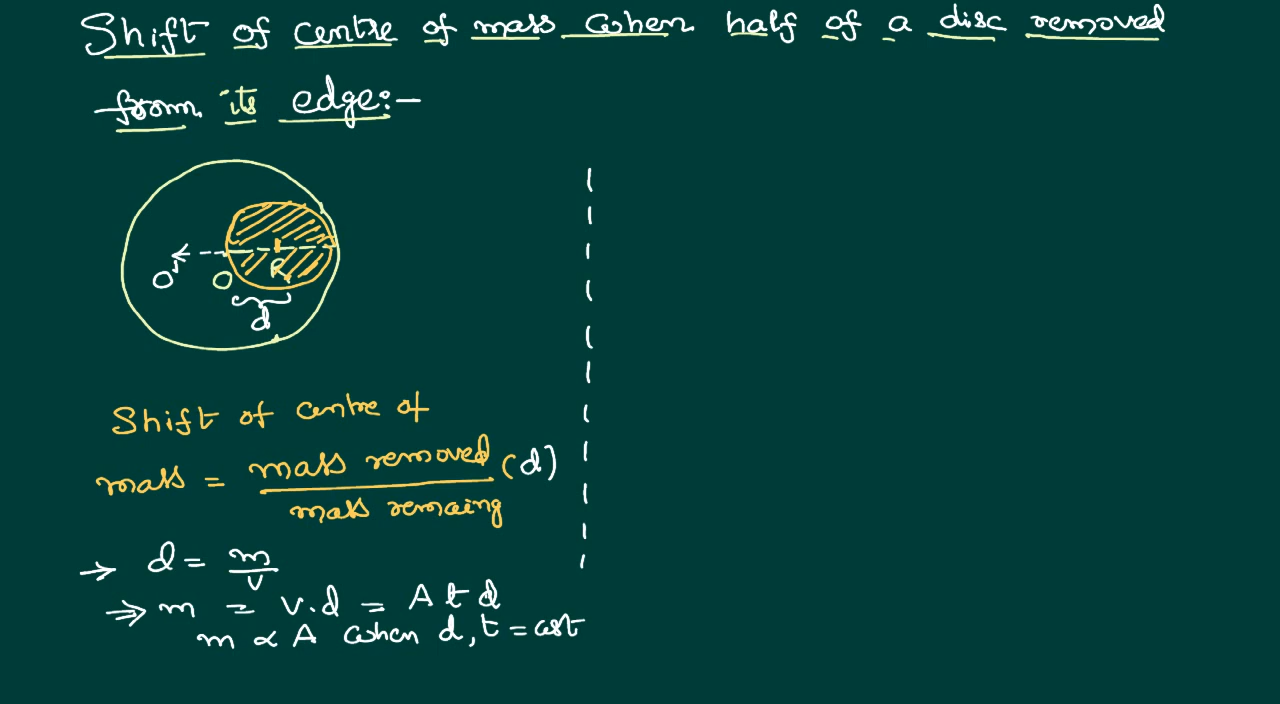 Shift of centre of mass when half of a disc removed
from its edge:-
O' O R
d
Shift of centre of
mass = mass removed (d)
mass remaing
→ d = m
v
⇒ m = v.d = A t d
m ∝ A when d, t = cst